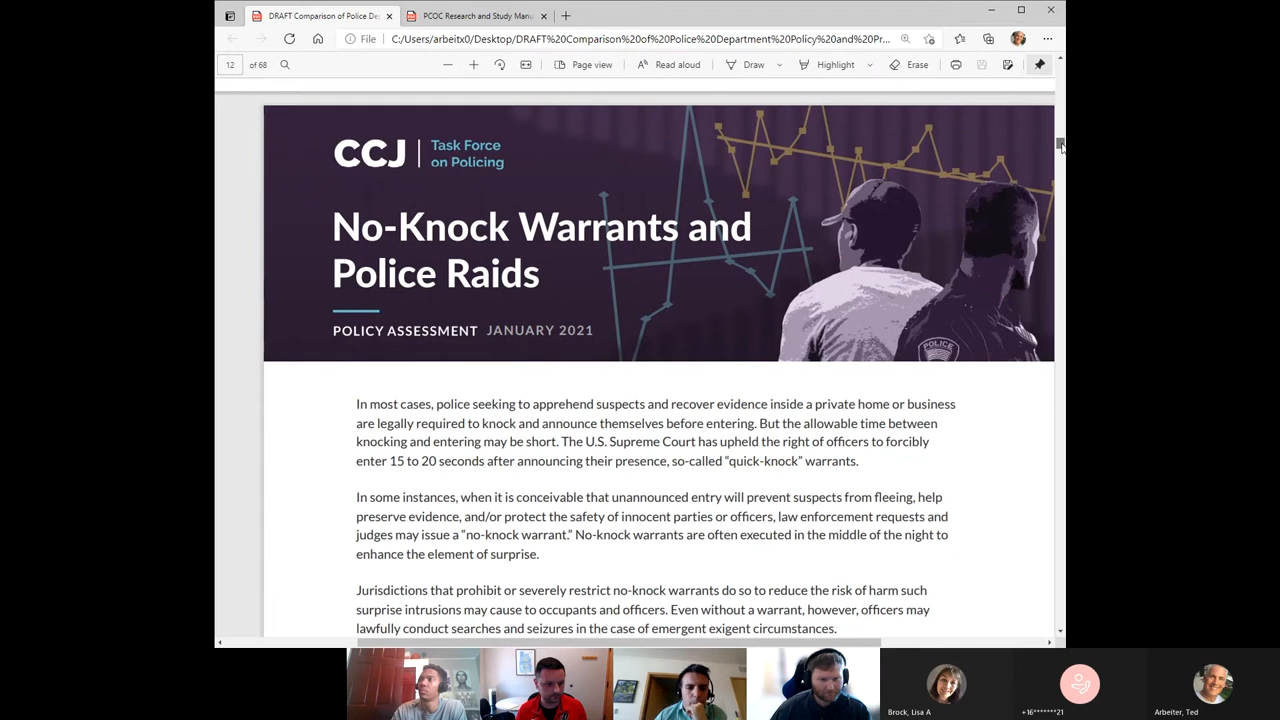 DRAFT Comparison of Police De
PCOC Research and Study Manu
File
C:/Users/arbeitx0/Desktop/DRAFT%20Comparison%20of%20Police%20Department%20Policy%20and%20Pr...
12 of 68
Page view
Read aloud
Draw
Highlight
Erase
CCJ
Task Force
on Policing
No-Knock Warrants and
Police Raids
POLICY ASSESSMENT JANUARY 2021
POLICE
In most cases, police seeking to apprehend suspects and recover evidence inside a private home or business
are legally required to knock and announce themselves before entering. But the allowable time between
knocking and entering may be short. The U.S. Supreme Court has upheld the right of officers to forcibly
enter 15 to 20 seconds after announcing their presence, so-called “quick-knock” warrants.
In some instances, when it is conceivable that unannounced entry will prevent suspects from fleeing, help
preserve evidence, and/or protect the safety of innocent parties or officers, law enforcement requests and
judges may issue a “no-knock warrant.” No-knock warrants are often executed in the middle of the night to
enhance the element of surprise.
Jurisdictions that prohibit or severely restrict no-knock warrants do so to reduce the risk of harm such
surprise intrusions may cause to occupants and officers. Even without a warrant, however, officers may
lawfully conduct searches and seizures in the case of emergent exigent circumstances.
Brock, Lisa A
+16*******21
Arbeiter, Ted